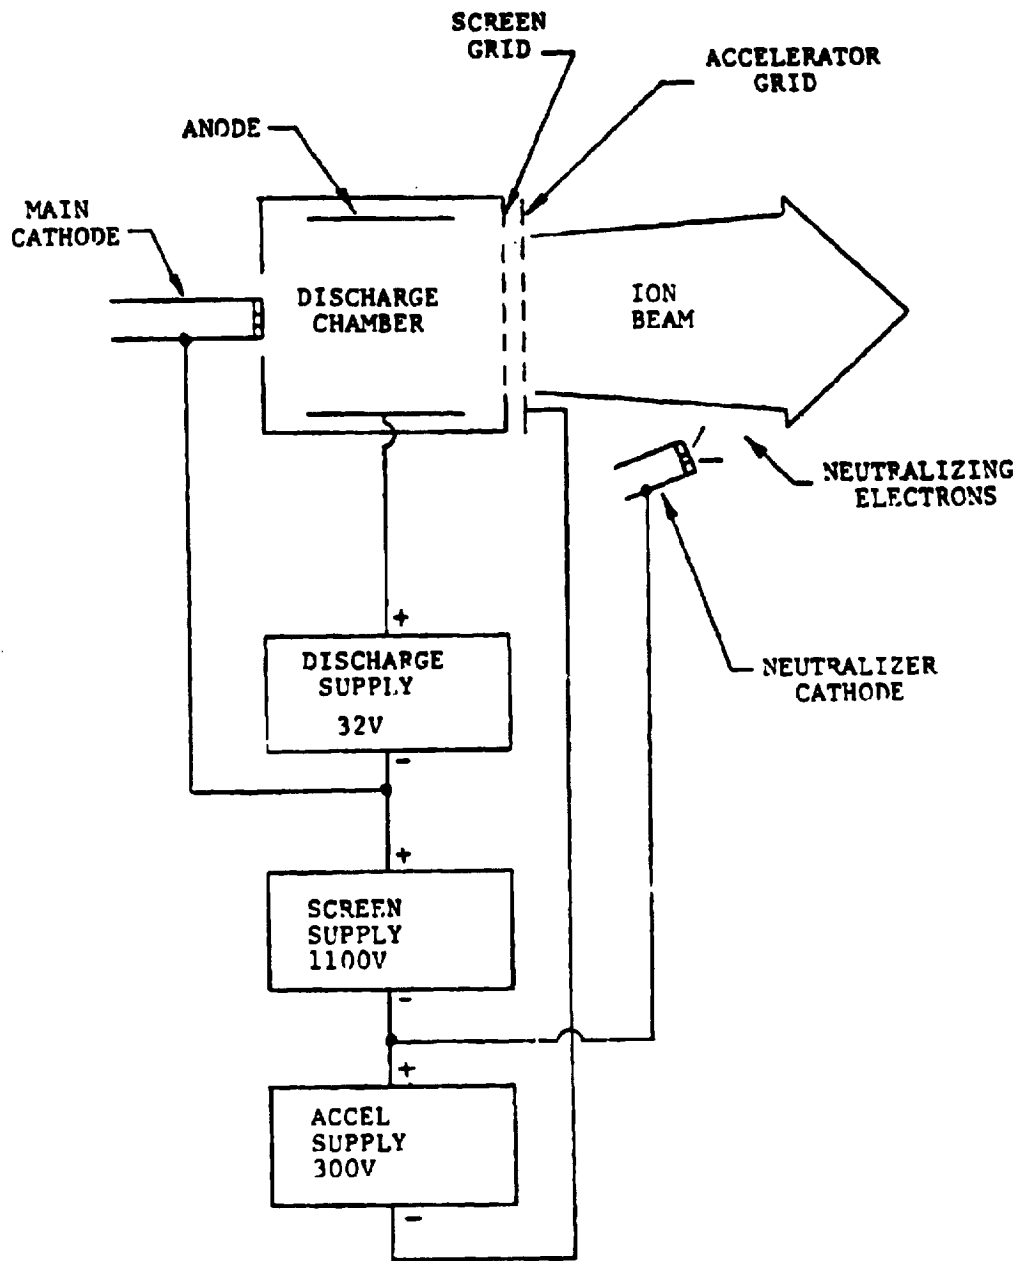 SCREEN
GRID
ACCELERATOR
GRID
ANODE
MAIN
CATHODE
DISCHARGE
CHAMBER
ION
BEAM
NEUTRALIZING
ELECTRONS
+
DISCHARGE
SUPPLY
32V
-
NEUTRALIZER
CATHODE
+
SCREEN
SUPPLY
1100V
-
+
ACCEL
SUPPLY
300V
-